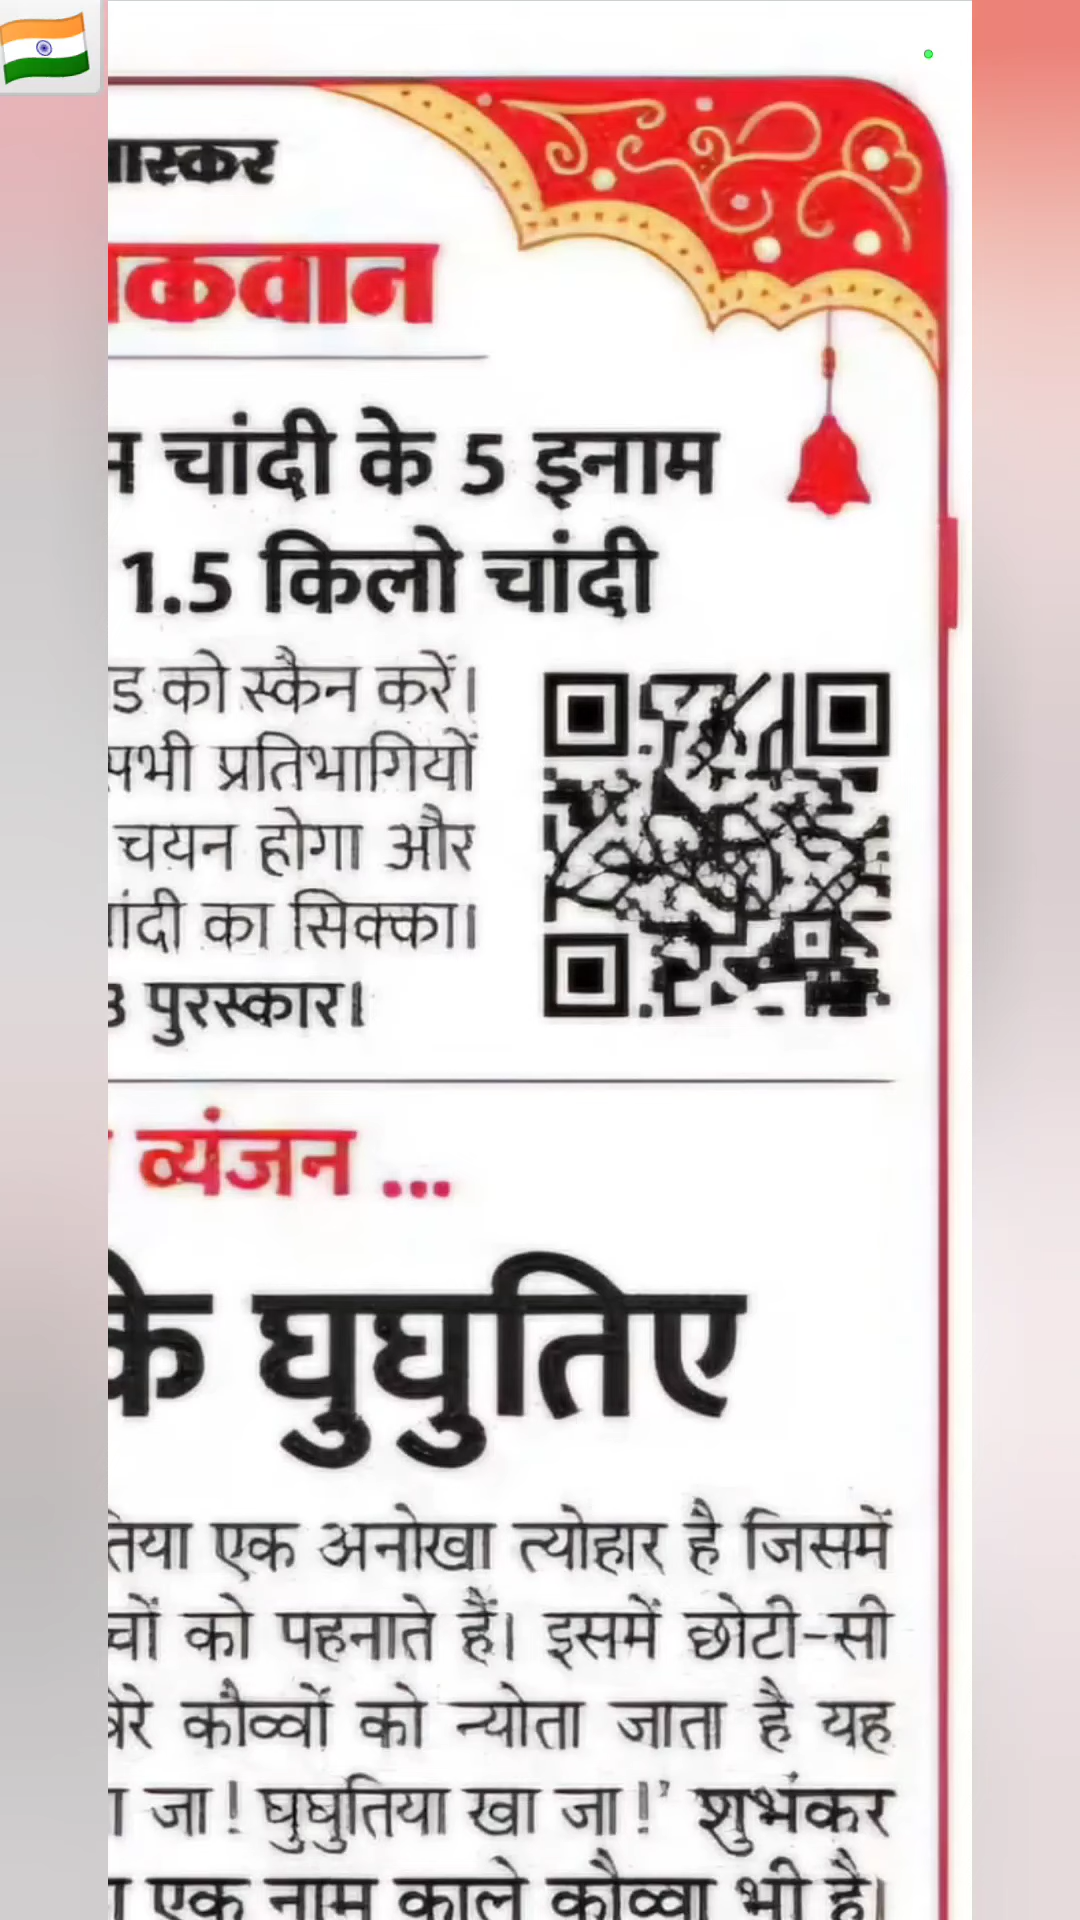 ास्कर
कवान
चांदी के 5 इनाम
1.5 किलो चांदी
ड को स्कैन करें।
सभी प्रतिभागियों
चयन होगा और
ांदी का सिक्का।
3 पुरस्कार।
व्यंजन ...
के घुघुतिए
तिया एक अनोखा त्योहार है जिसमें
चों को पहनाते हैं। इसमें छोटी-सी
वेरे कौव्वों को न्योता जाता है यह
जा! घुघुतिया खा जा!’ शुभंकर
एक नाम काले कौव्वा भी है।